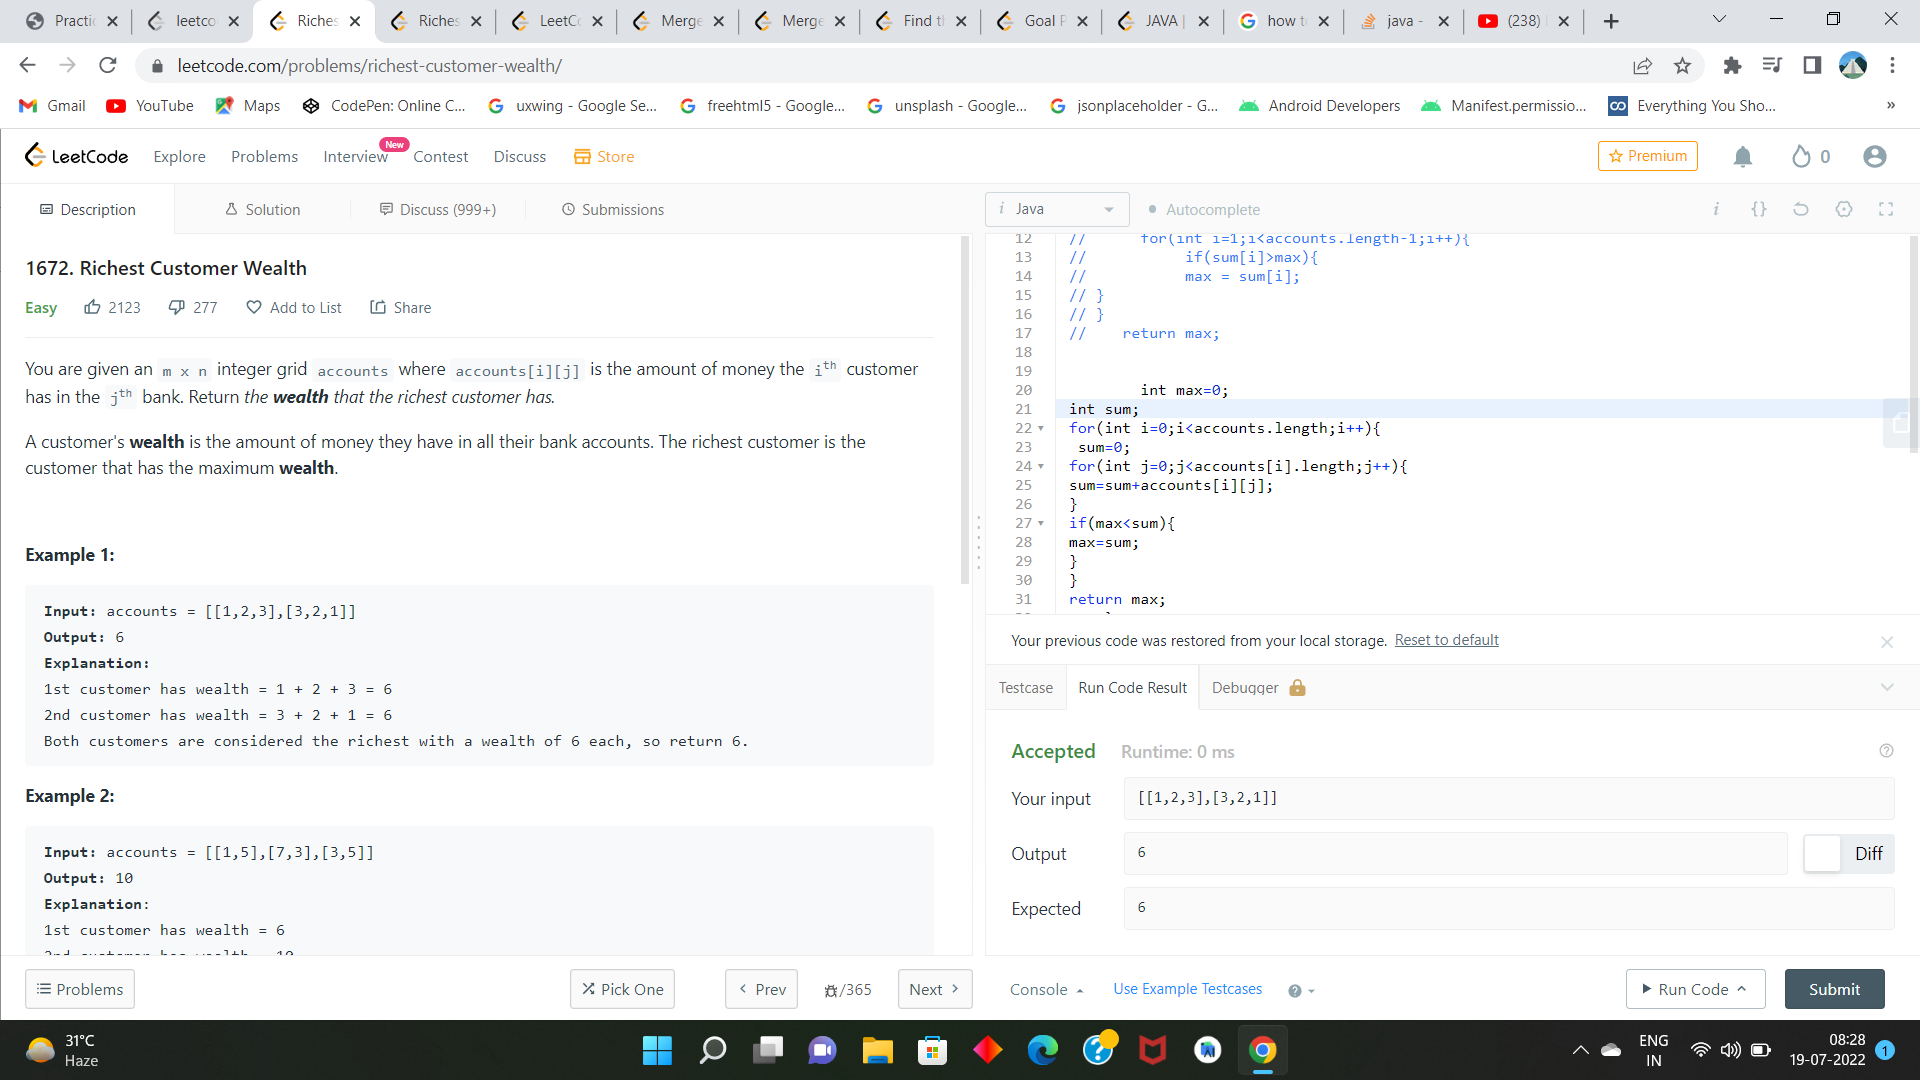 Practic
leetco
Riches
Riches
LeetCo
Merge
Merge
Find th
Goal P
JAVA |
how to
java -
(238)
leetcode.com/problems/richest-customer-wealth/
Gmail YouTube Maps CodePen: Online C... uxwing - Google Se... freehtml5 - Google... unsplash - Google... jsonplaceholder - G... Android Developers Manifest.permissio... Everything You Sho... »
LeetCode Explore Problems Interview New Contest Discuss Store Premium 0
Description Solution Discuss (999+) Submissions
i Java Autocomplete i {}
1672. Richest Customer Wealth
Easy 2123 277 Add to List Share
You are given an m x n integer grid accounts where accounts[i][j] is the amount of money the ith customer
has in the jth bank. Return the wealth that the richest customer has.
A customer's wealth is the amount of money they have in all their bank accounts. The richest customer is the
customer that has the maximum wealth.
Example 1:
Input: accounts = [[1,2,3],[3,2,1]]
Output: 6
Explanation:
1st customer has wealth = 1 + 2 + 3 = 6
2nd customer has wealth = 3 + 2 + 1 = 6
Both customers are considered the richest with a wealth of 6 each, so return 6.
Example 2:
Input: accounts = [[1,5],[7,3],[3,5]]
Output: 10
Explanation:
1st customer has wealth = 6
2nd customer has wealth = 10
12 // for(int i=1;i<accounts.length-1;i++){
13 // if(sum[i]>max){
14 // max = sum[i];
15 // }
16 // }
17 // return max;
18
19
20 int max=0;
21 int sum;
22 for(int i=0;i<accounts.length;i++){
23 sum=0;
24 for(int j=0;j<accounts[i].length;j++){
25 sum=sum+accounts[i][j];
26 }
27 if(max<sum){
28 max=sum;
29 }
30 }
31 return max;
Your previous code was restored from your local storage. Reset to default
Testcase Run Code Result Debugger
Accepted Runtime: 0 ms
Your input [[1,2,3],[3,2,1]]
Output 6 Diff
Expected 6
Problems Pick One Prev /365 Next Console Use Example Testcases Run Code Submit
31°C
Haze
ENG
IN
08:28
19-07-2022
1